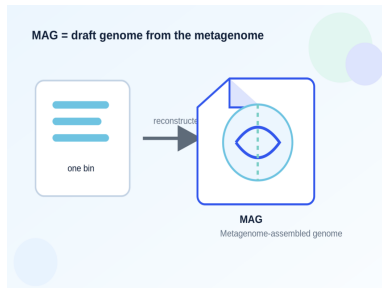 MAG = draft genome from the metagenome
reconstructe
one bin
MAG
Metagenome-assembled genome